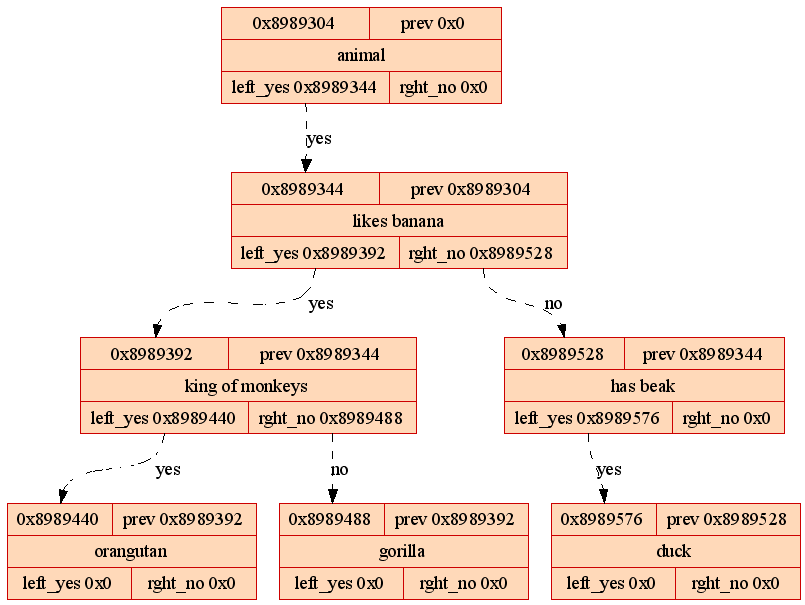 0x8989304 prev 0x0
animal
left_yes 0x8989344 rght_no 0x0
yes
0x8989344 prev 0x8989304
likes banana
left_yes 0x8989392 rght_no 0x8989528
yes no
0x8989392 prev 0x8989344 0x8989528 prev 0x8989344
king of monkeys has beak
left_yes 0x8989440 rght_no 0x8989488 left_yes 0x8989576 rght_no 0x0
yes no yes
0x8989440 prev 0x8989392 0x8989488 prev 0x8989392 0x8989576 prev 0x8989528
orangutan gorilla duck
left_yes 0x0 rght_no 0x0 left_yes 0x0 rght_no 0x0 left_yes 0x0 rght_no 0x0